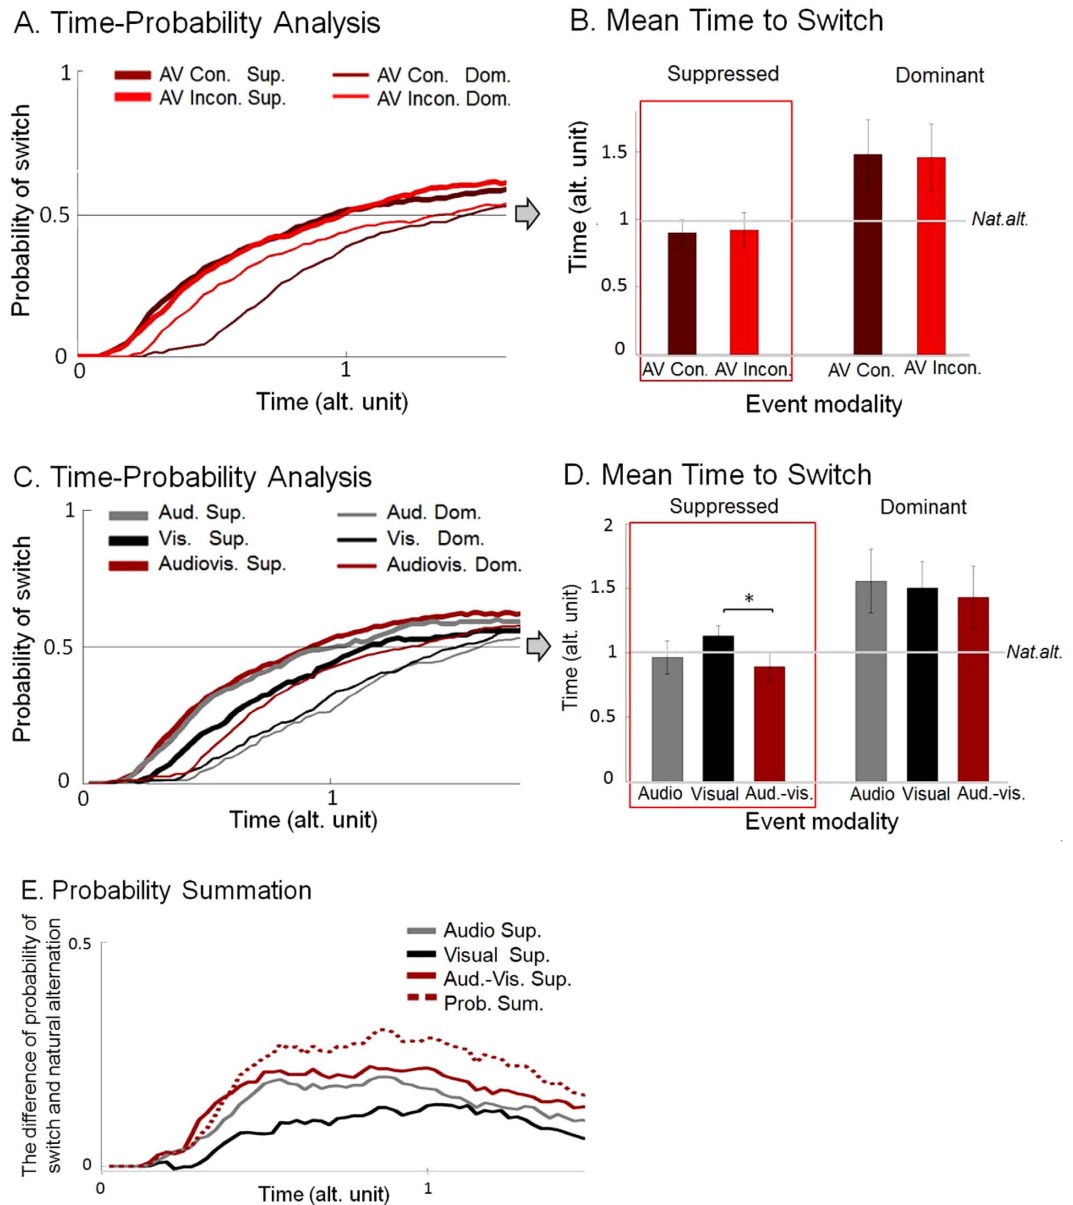 A. Time-Probability Analysis
1
AV Con. Sup.
AV Con. Dom.
AV Incon. Sup.
AV Incon. Dom.
Probability of switch
0.5
0
0
1
Time (alt. unit)
B. Mean Time to Switch
Suppressed
Dominant
Time (alt. unit)
1.5
1
Nat.alt.
0.5
0
AV Con.
AV Incon.
AV Con.
AV Incon.
Event modality
C. Time-Probability Analysis
1
Aud. Sup.
Aud. Dom.
Vis. Sup.
Vis. Dom.
Audiovis. Sup.
Audiovis. Dom.
Probability of switch
0.5
0
0
1
Time (alt. unit)
D. Mean Time to Switch
Suppressed
Dominant
2
Time (alt. unit)
1.5
*
1
Nat.alt.
0.5
0
Audio
Visual
Aud.-vis.
Audio
Visual
Aud.-vis.
Event modality
E. Probability Summation
The difference of probability of
switch and natural alternation
0.5
Audio Sup.
Visual Sup.
Aud.-Vis. Sup.
Prob. Sum.
0
0
1
Time (alt. unit)